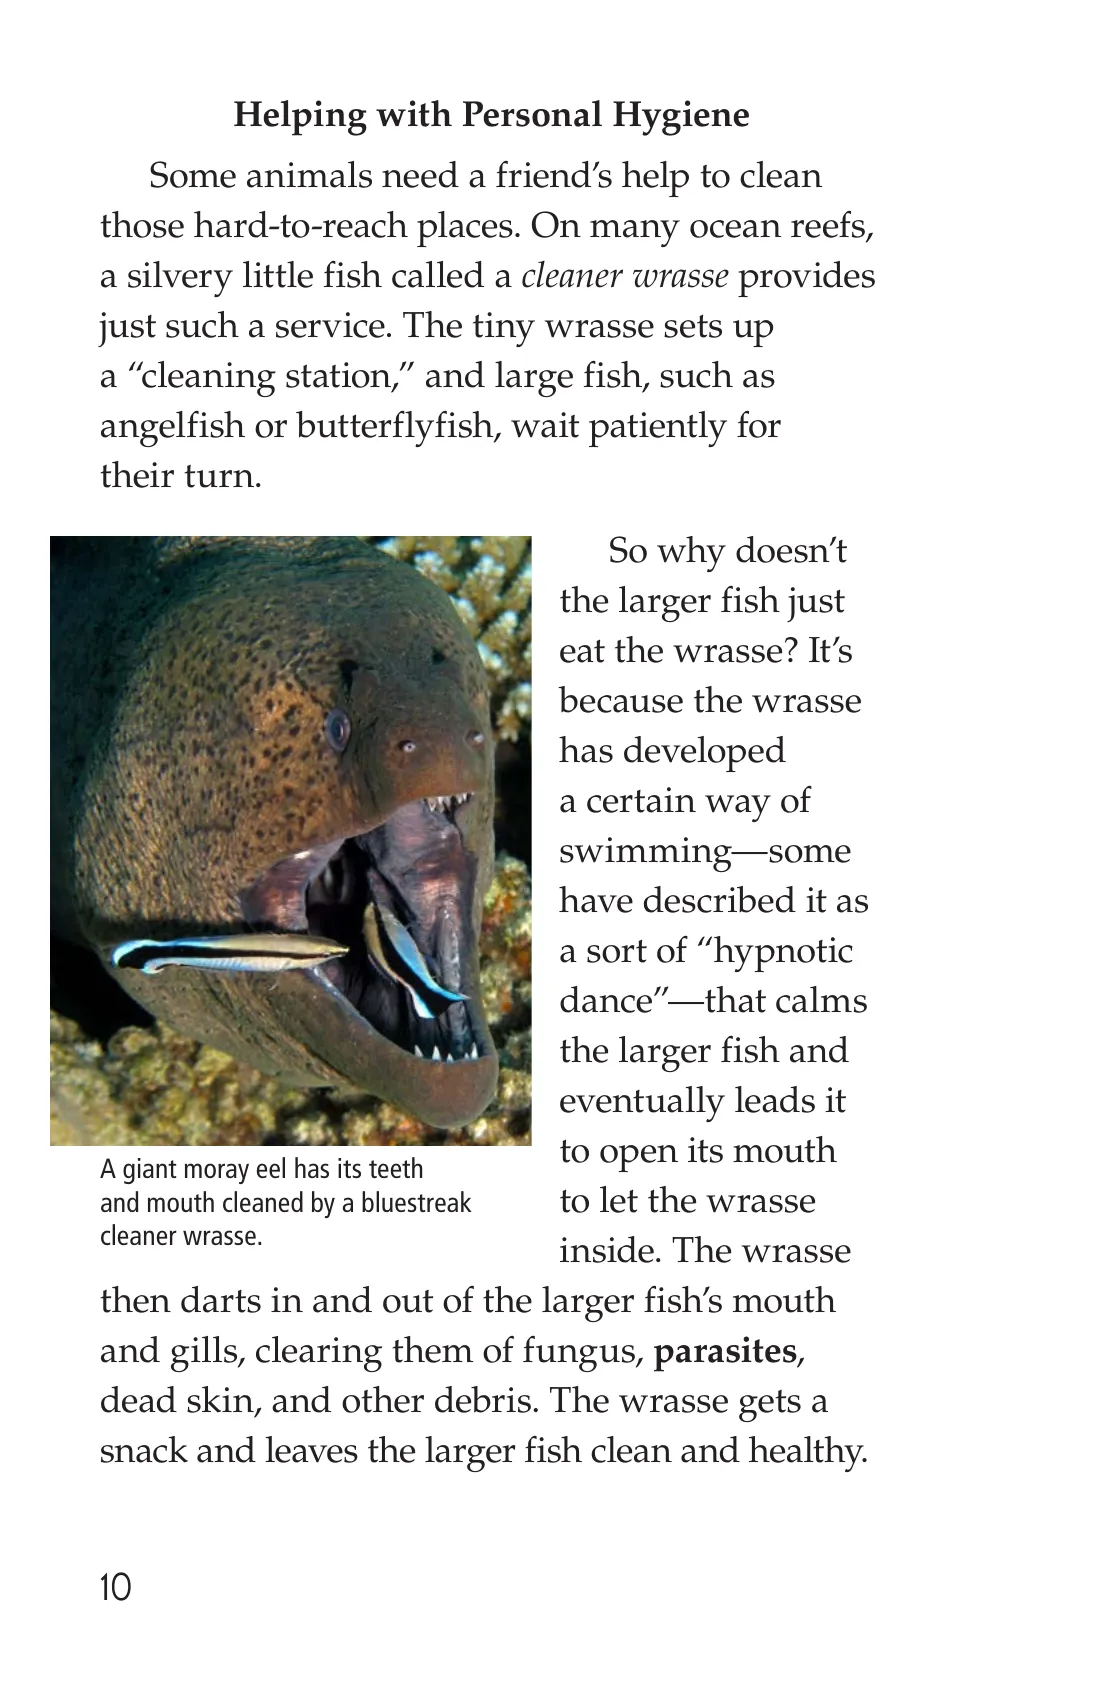 Helping with Personal Hygiene
Some animals need a friend’s help to clean
those hard-to-reach places. On many ocean reefs,
a silvery little fish called a cleaner wrasse provides
just such a service. The tiny wrasse sets up
a “cleaning station,” and large fish, such as
angelfish or butterflyfish, wait patiently for
their turn.
So why doesn’t
the larger fish just
eat the wrasse? It’s
because the wrasse
has developed
a certain way of
swimming—some
have described it as
a sort of “hypnotic
dance”—that calms
the larger fish and
eventually leads it
to open its mouth
to let the wrasse
inside. The wrasse
then darts in and out of the larger fish’s mouth
and gills, clearing them of fungus, parasites,
dead skin, and other debris. The wrasse gets a
snack and leaves the larger fish clean and healthy.
A giant moray eel has its teeth
and mouth cleaned by a bluestreak
cleaner wrasse.
10